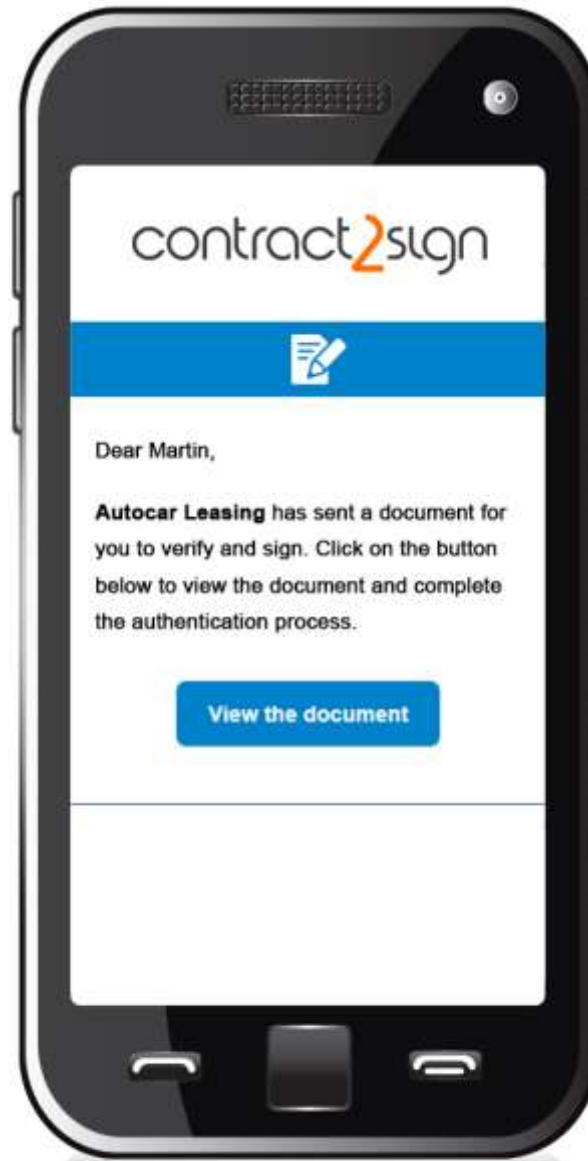 contract2sign
Dear Martin,
Autocar Leasing has sent a document for
you to verify and sign. Click on the button
below to view the document and complete
the authentication process.
View the document